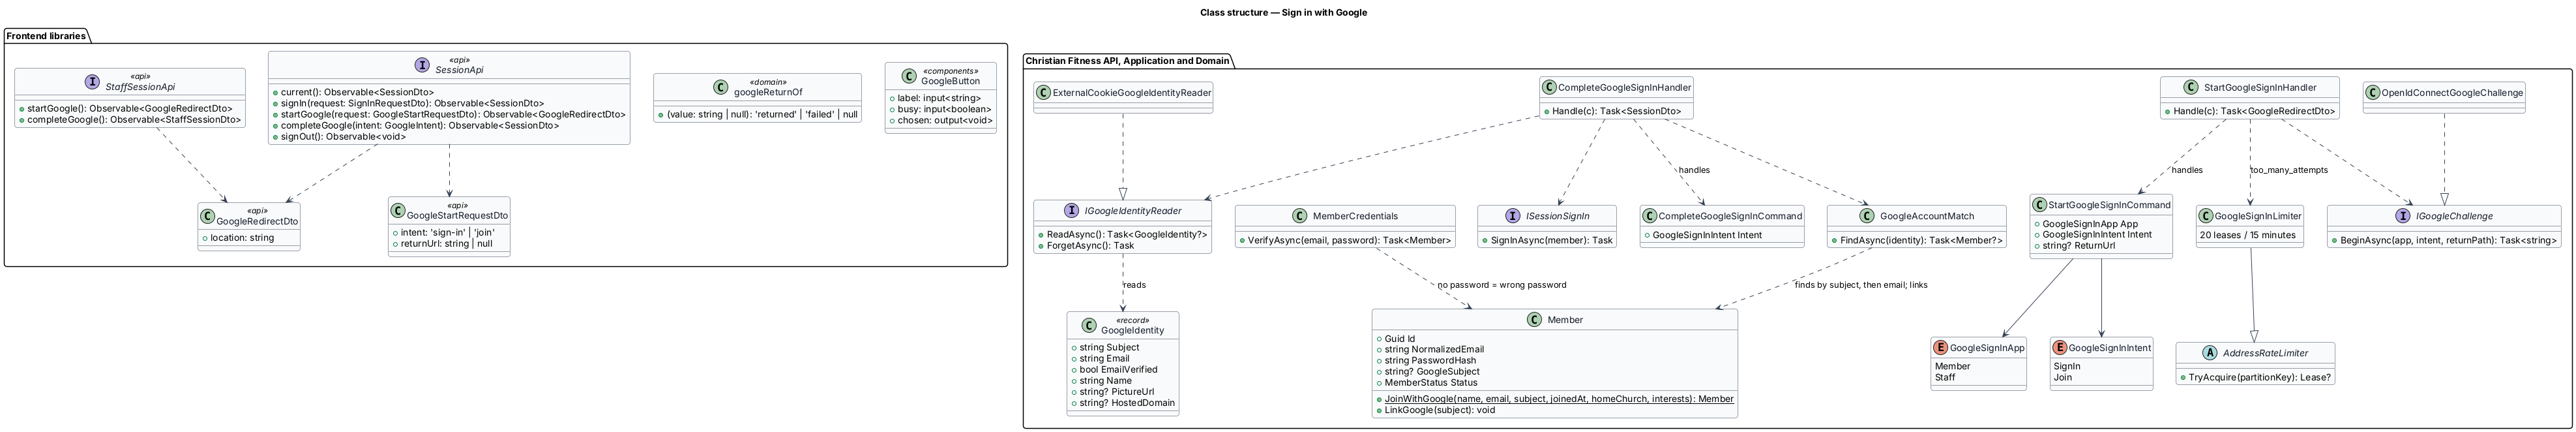 Class structure — Sign in with Google
Frontend libraries
I
«api»
StaffSessionApi
startGoogle(): Observable<GoogleRedirectDto>
completeGoogle(): Observable<StaffSessionDto>
I
«api»
SessionApi
current(): Observable<SessionDto>
signIn(request: SignInRequestDto): Observable<SessionDto>
startGoogle(request: GoogleStartRequestDto): Observable<GoogleRedirectDto>
completeGoogle(intent: GoogleIntent): Observable<SessionDto>
signOut(): Observable<void>
C
«domain»
googleReturnOf
(value: string | null): 'returned' | 'failed' | null
C
«components»
GoogleButton
label: input<string>
busy: input<boolean>
chosen: output<void>
C
«api»
GoogleRedirectDto
location: string
C
«api»
GoogleStartRequestDto
intent: 'sign-in' | 'join'
returnUrl: string | null
Christian Fitness API, Application and Domain
C ExternalCookieGoogleIdentityReader
C CompleteGoogleSignInHandler
Handle(c): Task<SessionDto>
C StartGoogleSignInHandler
Handle(c): Task<GoogleRedirectDto>
C OpenIdConnectGoogleChallenge
handles
handles
too_many_attempts
I IGoogleIdentityReader
ReadAsync(): Task<GoogleIdentity?>
ForgetAsync(): Task
C MemberCredentials
VerifyAsync(email, password): Task<Member>
I ISessionSignIn
SignInAsync(member): Task
C CompleteGoogleSignInCommand
GoogleSignInIntent Intent
C GoogleAccountMatch
FindAsync(identity): Task<Member?>
C StartGoogleSignInCommand
GoogleSignInApp App
GoogleSignInIntent Intent
string? ReturnUrl
C GoogleSignInLimiter
20 leases / 15 minutes
I IGoogleChallenge
BeginAsync(app, intent, returnPath): Task<string>
reads
no password = wrong password
finds by subject, then email; links
C
«record»
GoogleIdentity
string Subject
string Email
bool EmailVerified
string Name
string? PictureUrl
string? HostedDomain
C Member
Guid Id
string NormalizedEmail
string PasswordHash
string? GoogleSubject
MemberStatus Status
JoinWithGoogle(name, email, subject, joinedAt, homeChurch, interests): Member
LinkGoogle(subject): void
E GoogleSignInApp
Member
Staff
E GoogleSignInIntent
SignIn
Join
A AddressRateLimiter
TryAcquire(partitionKey): Lease?